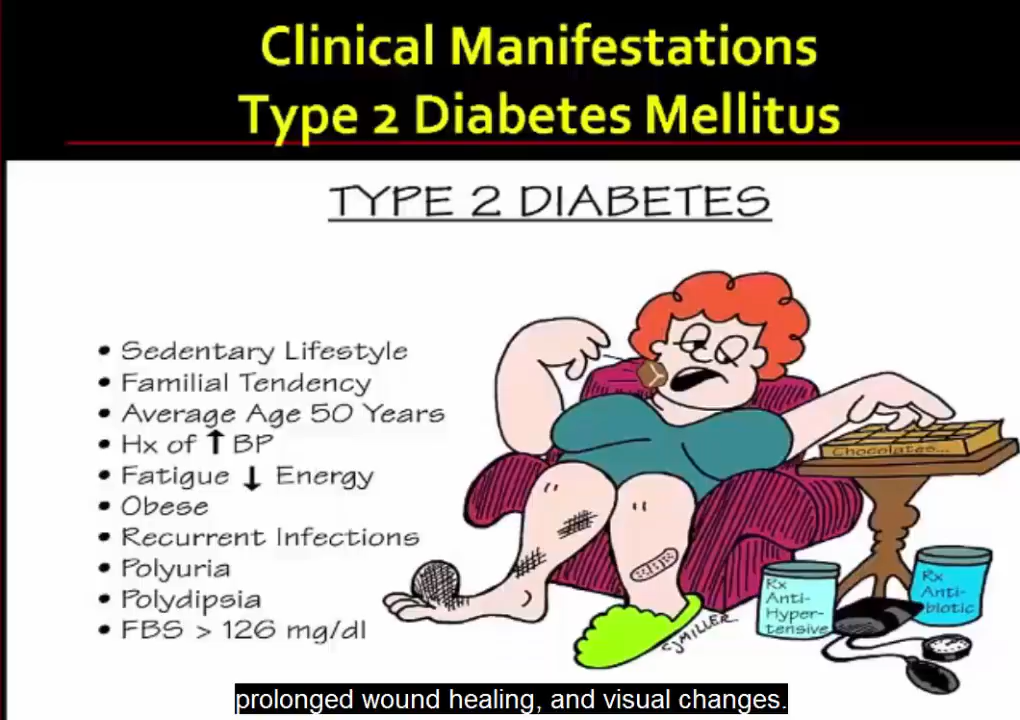 Clinical Manifestations
Type 2 Diabetes Mellitus
TYPE 2 DIABETES
• Sedentary Lifestyle
• Familial Tendency
• Average Age 50 Years
• Hx of ↑ BP
• Fatigue ↓ Energy
• Obese
• Recurrent Infections
• Polyuria
• Polydipsia
• FBS > 126 mg/dl
Chocolates...
Rx
Anti-
Hyper-
tensive
Rx
Anti-
biotic
CJMILLER
prolonged wound healing, and visual changes.